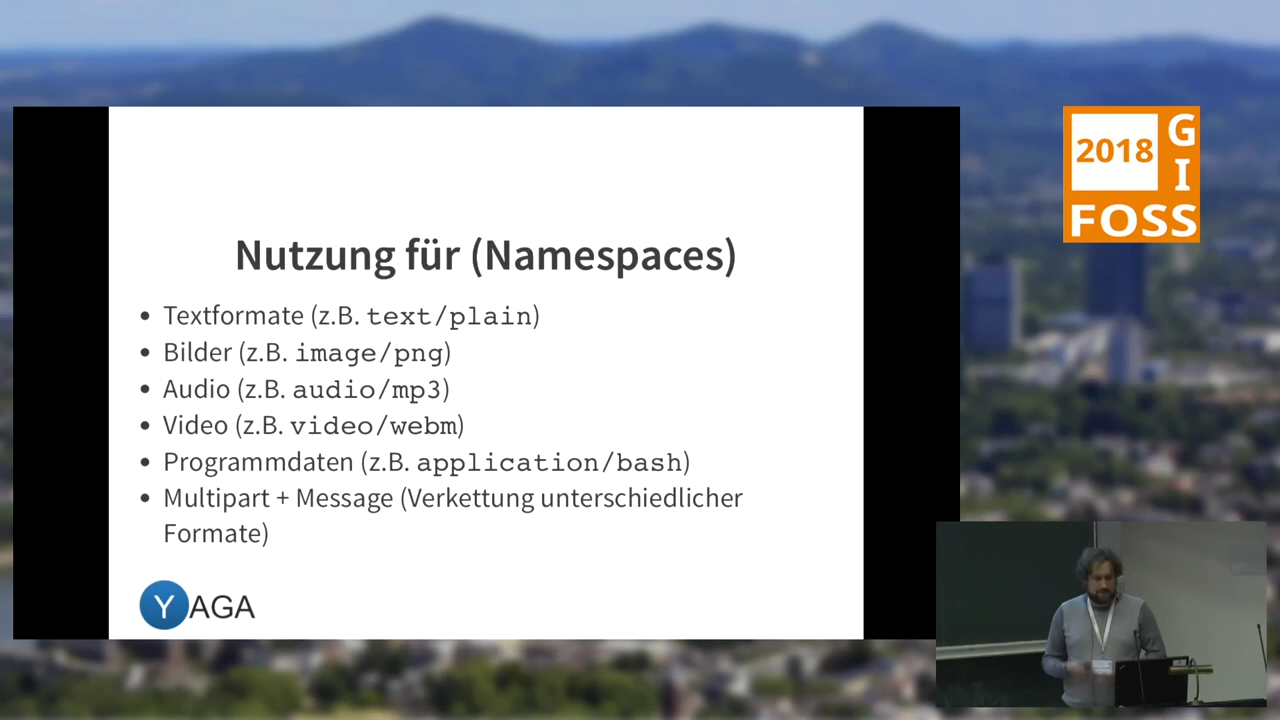 Nutzung für (Namespaces)
• Textformate (z.B. text/plain)
• Bilder (z.B. image/png)
• Audio (z.B. audio/mp3)
• Video (z.B. video/webm)
• Programmdaten (z.B. application/bash)
• Multipart + Message (Verkettung unterschiedlicher
Formate)
YAGA
2018
G
I
FOSS